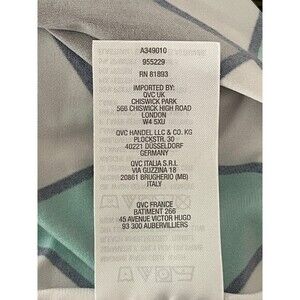 A349010
955229
RN 81893
IMPORTED BY:
QVC UK
CHISWICK PARK
566 CHISWICK HIGH ROAD
LONDON
W4 5XU
QVC HANDEL LLC & CO. KG
PLOCKSTR. 30
40221 DÜSSELDORF
GERMANY
QVC ITALIA S.R.L
VIA GUZZINA 18
20861 BRUGHERIO (MB)
ITALY
QVC FRANCE
BATIMENT 266
45 AVENUE VICTOR HUGO
93 300 AUBERVILLIERS